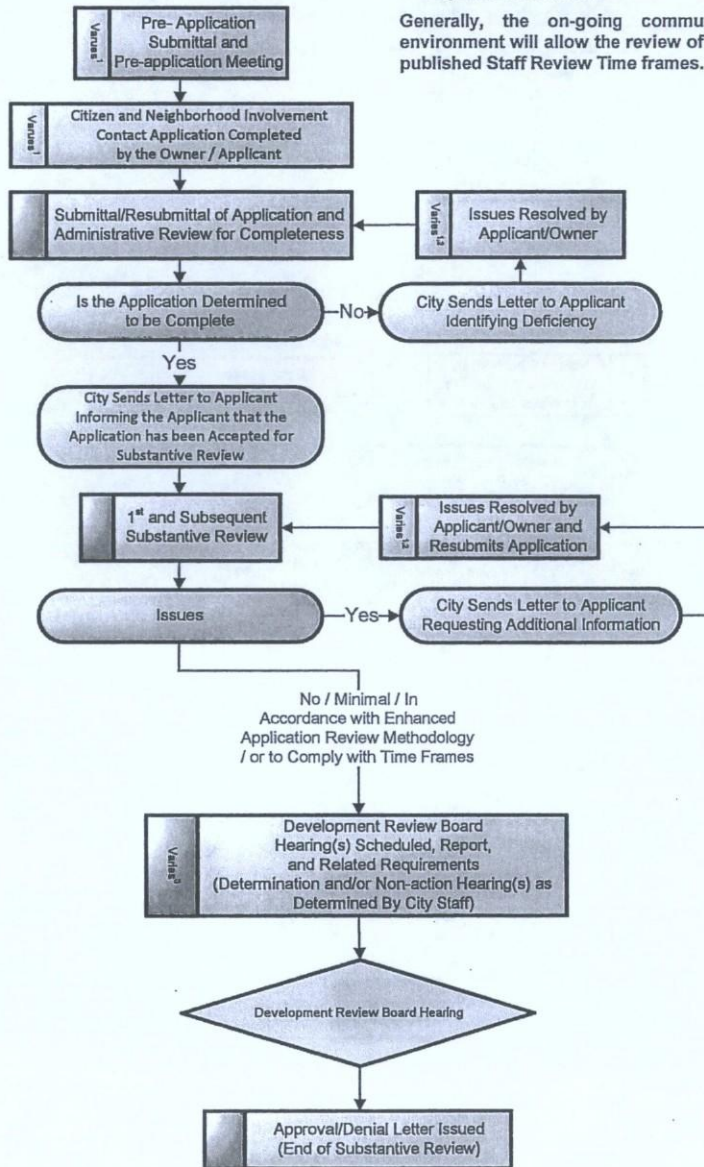 Pre- Application
Submittal and
Pre-application Meeting
Varies¹
Generally, the on-going commu
environment will allow the review of
published Staff Review Time frames.
Citizen and Neighborhood Involvement
Contact Application Completed
by the Owner / Applicant
Varies¹
Submittal/Resubmittal of Application and
Administrative Review for Completeness
Issues Resolved by
Applicant/Owner
Varies¹,²
Is the Application Determined
to be Complete
No
City Sends Letter to Applicant
Identifying Deficiency
Yes
City Sends Letter to Applicant
Informing the Applicant that the
Application has been Accepted for
Substantive Review
1st and Subsequent
Substantive Review
Issues Resolved by
Applicant/Owner and
Resubmits Application
Varies¹,²
Issues
Yes
City Sends Letter to Applicant
Requesting Additional Information
No / Minimal / In
Accordance with Enhanced
Application Review Methodology
/ or to Comply with Time Frames
Development Review Board
Hearing(s) Scheduled, Report,
and Related Requirements
(Determination and/or Non-action Hearing(s) as
Determined By City Staff)
Varies³
Development Review Board Hearing
Approval/Denial Letter Issued
(End of Substantive Review)